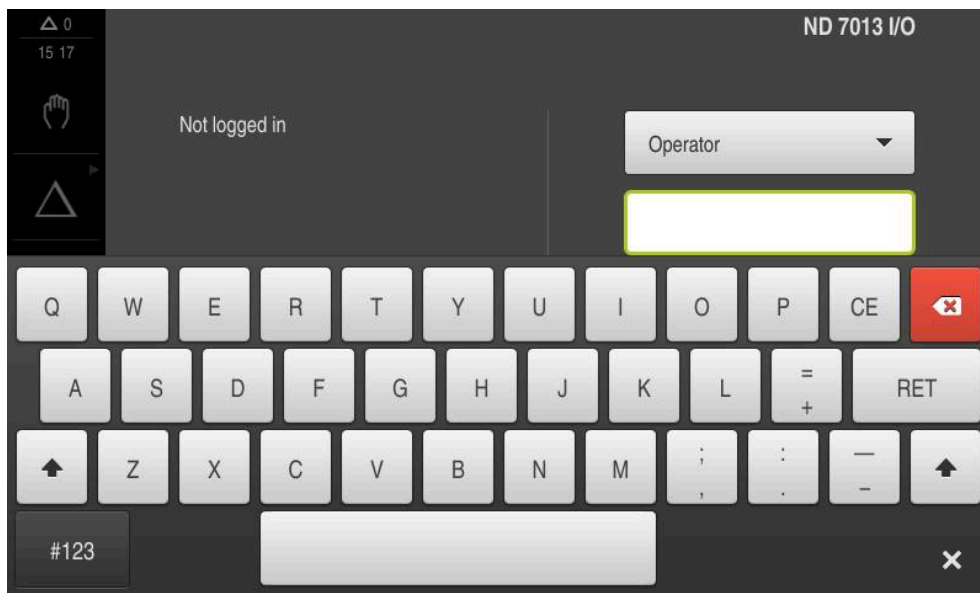 0
ND 7013 I/O
15 17
Not logged in
Operator
Q W E R T Y U I O P CE
A S D F G H J K L = + RET
Z X C V B N M ; , : . — –
#123